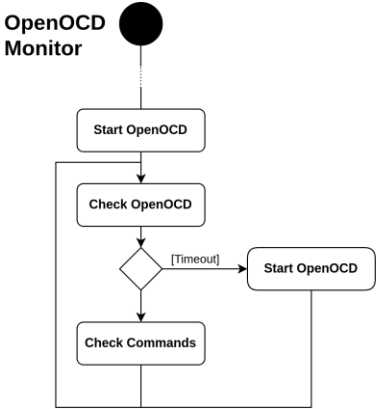 OpenOCD
Monitor
Start OpenOCD
Check OpenOCD
[Timeout]
Start OpenOCD
Check Commands